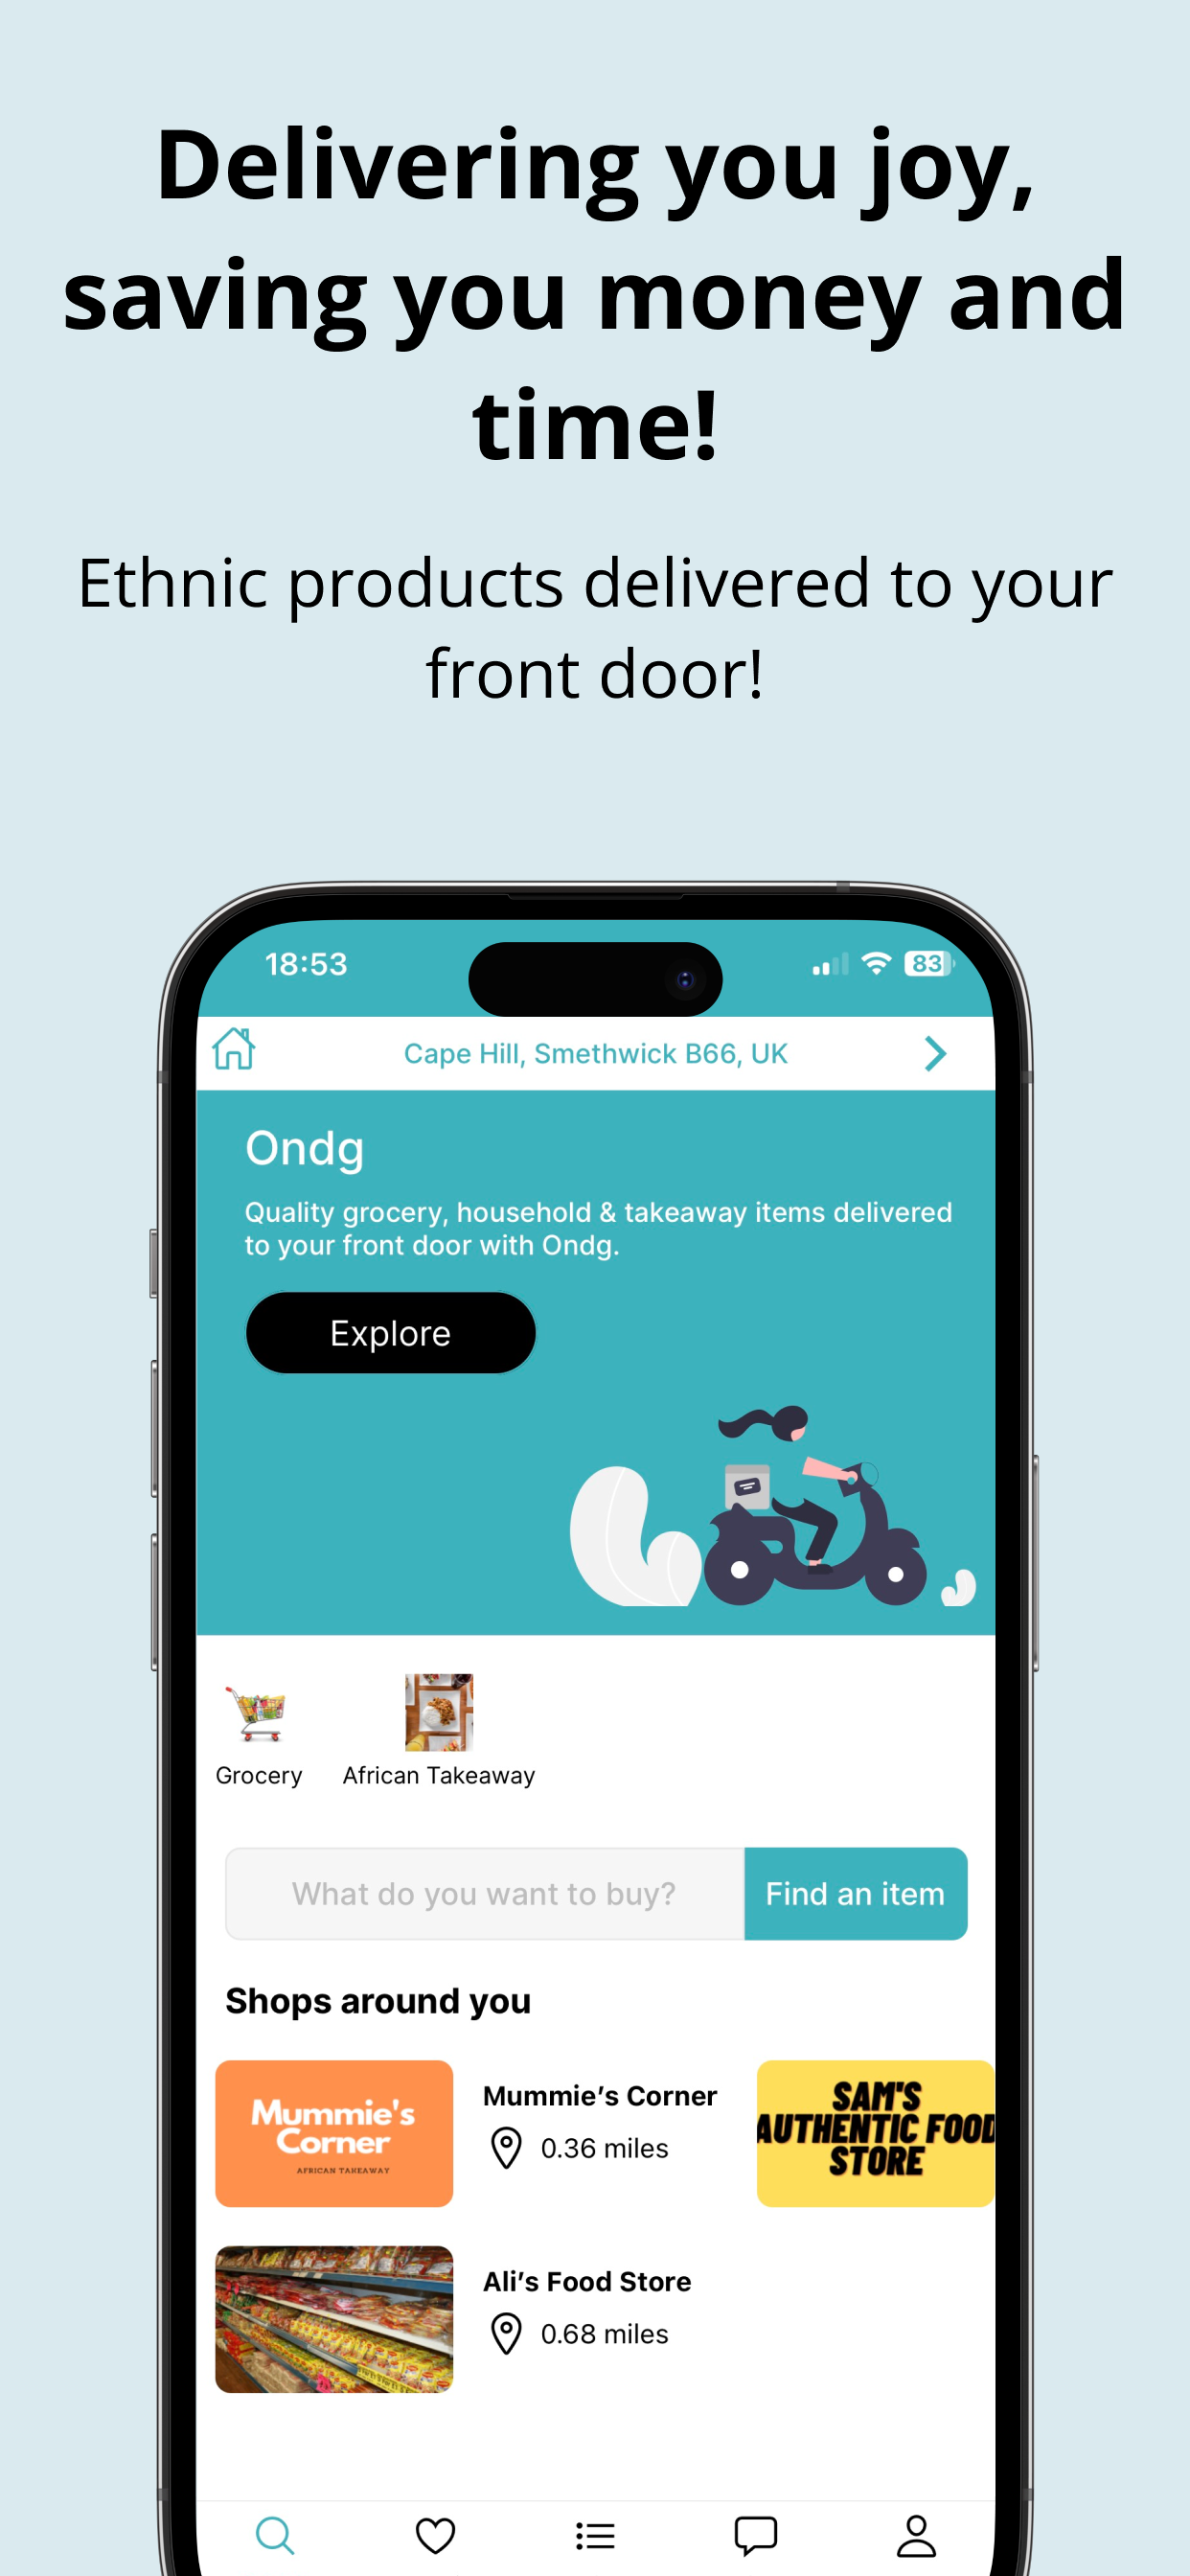 Delivering you joy,
saving you money and
time!
Ethnic products delivered to your
front door!
18:53
83
Cape Hill, Smethwick B66, UK
Ondg
Quality grocery, household & takeaway items delivered
to your front door with Ondg.
Explore
Grocery
African Takeaway
What do you want to buy?
Find an item
Shops around you
Mummie's
Corner
AFRICAN TAKEAWAY
Mummie’s Corner
0.36 miles
SAM'S
AUTHENTIC FOOD
STORE
Ali’s Food Store
0.68 miles